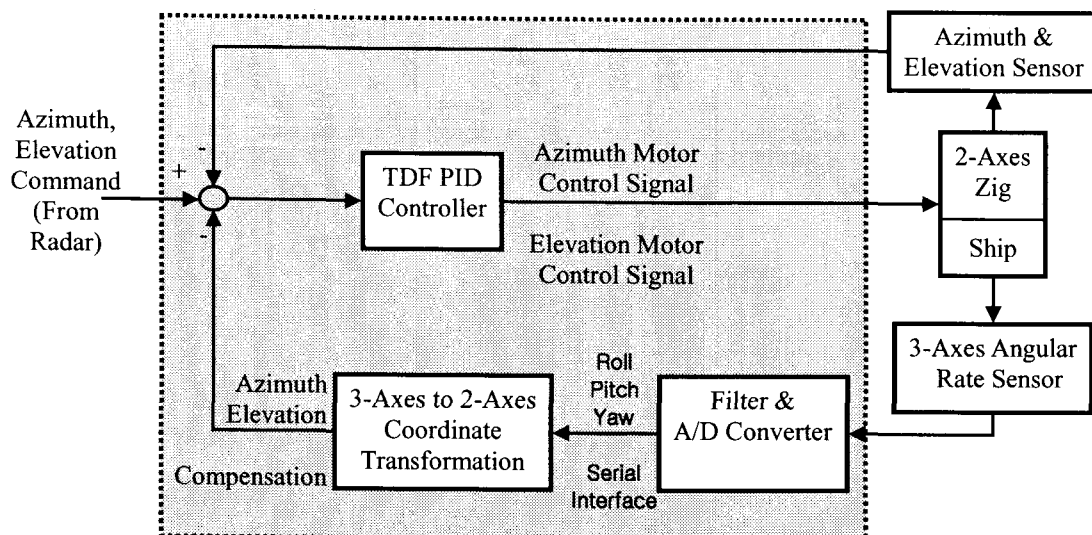 Azimuth &
Elevation Sensor
Azimuth,
Elevation
Command
(From
Radar)
+
-
-
TDF PID
Controller
Azimuth Motor
Control Signal
Elevation Motor
Control Signal
2-Axes
Zig
Ship
3-Axes Angular
Rate Sensor
Filter &
A/D Converter
Roll
Pitch
Yaw
Serial
Interface
3-Axes to 2-Axes
Coordinate
Transformation
Azimuth
Elevation
Compensation